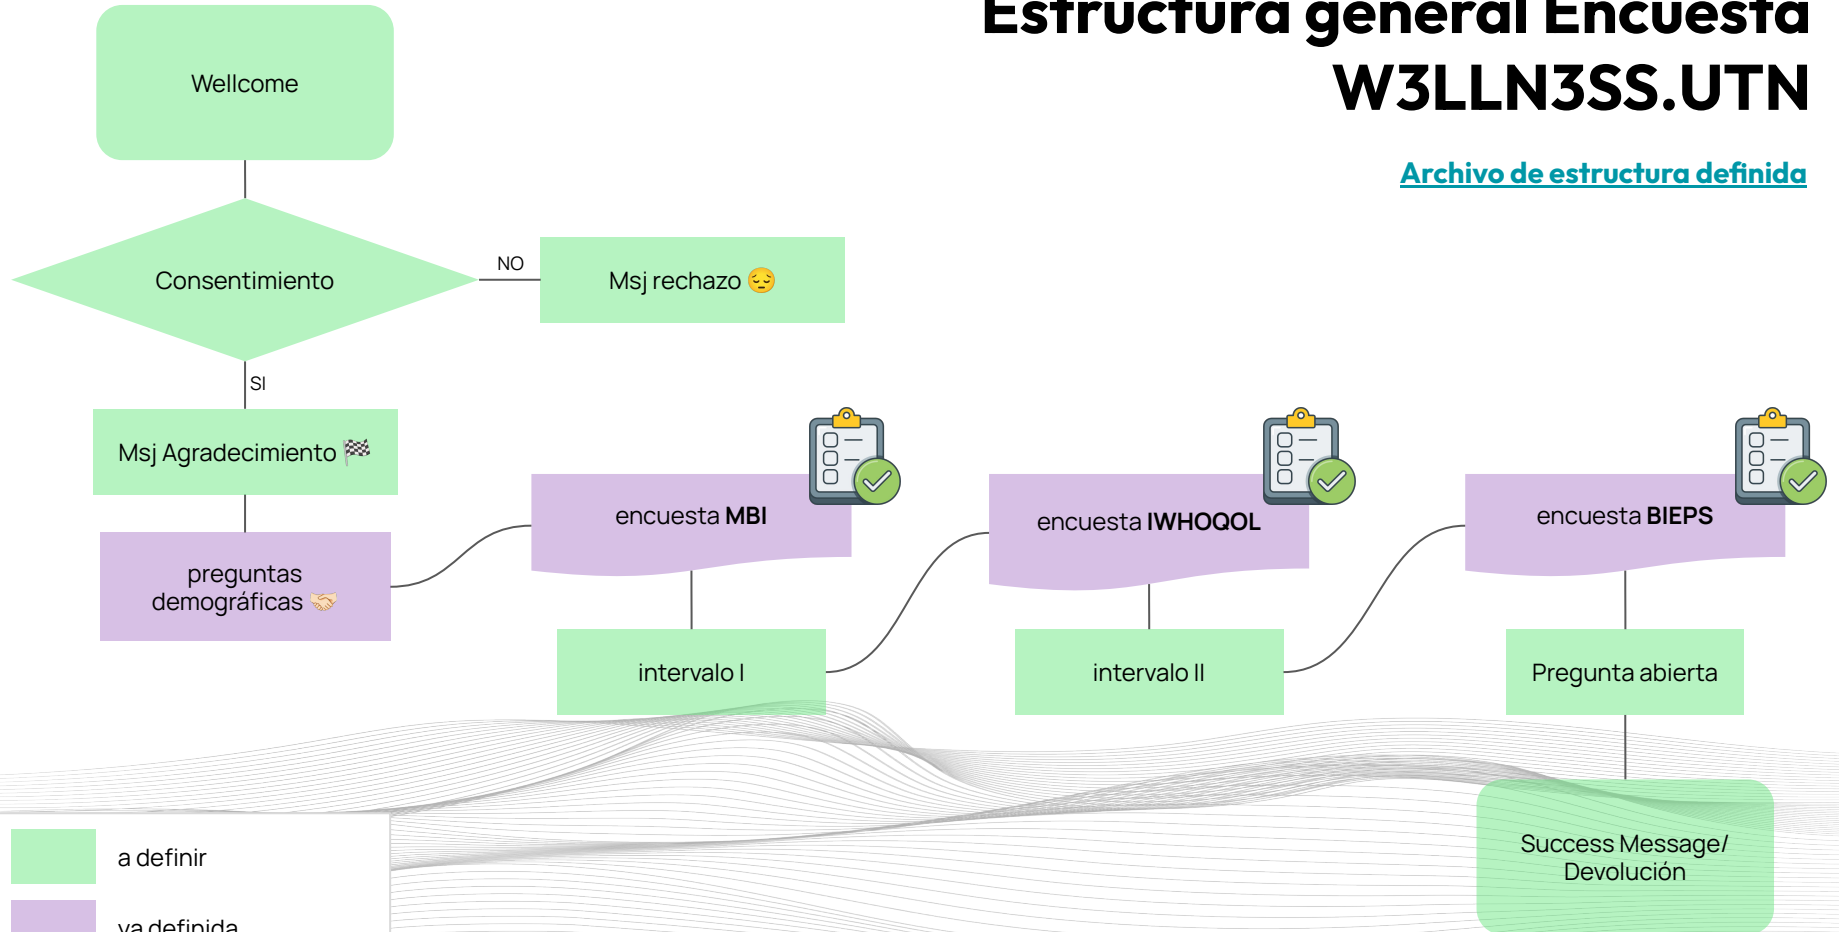 Estructura general Encuesta
W3LLN3SS.UTN
Archivo de estructura definida
Wellcome
Consentimiento
NO
Msj rechazo 😔
SI
Msj Agradecimiento 🏁
preguntas
demográficas 🤝🏻
encuesta MBI
intervalo I
encuesta IWHOQOL
intervalo II
encuesta BIEPS
Pregunta abierta
Success Message/
Devolución
a definir
ya definida